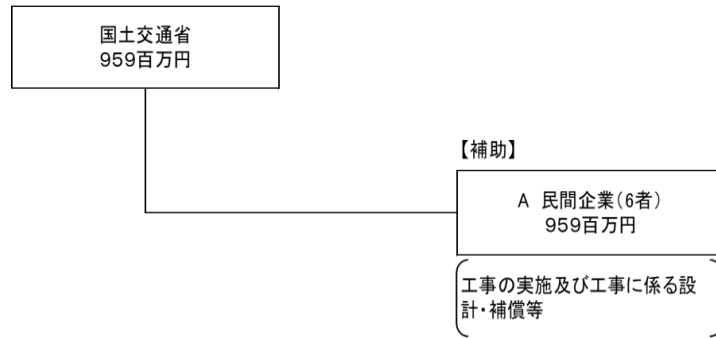 国土交通省
959百万円
【補助】
A 民間企業(6者)
959百万円
工事の実施及び工事に係る設
計・補償等